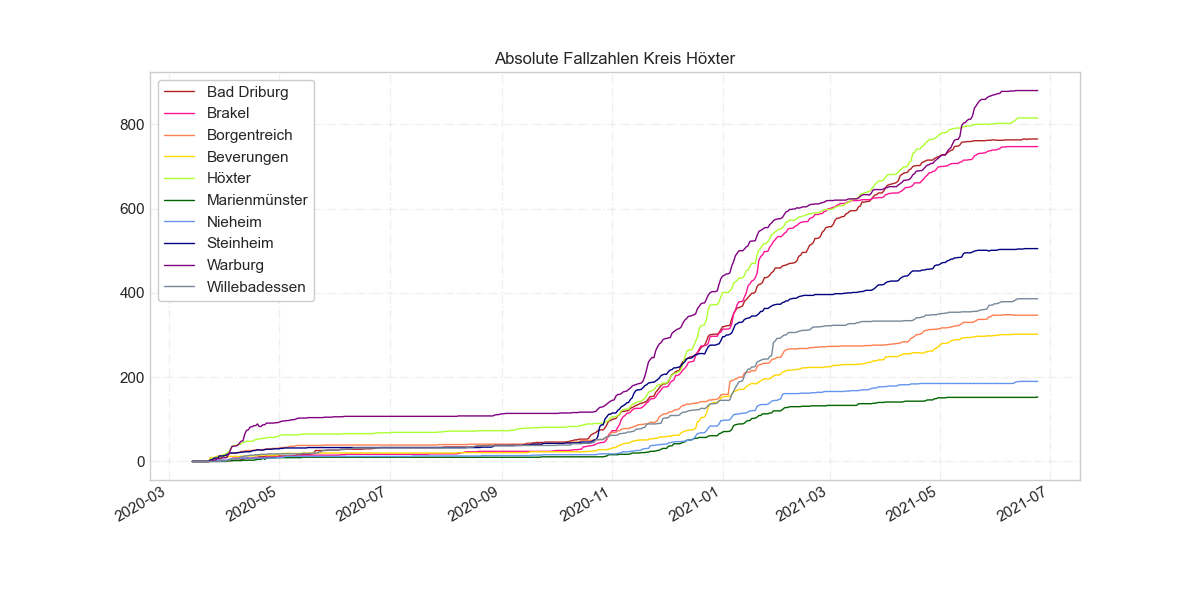 Absolute Fallzahlen Kreis Höxter
Bad Driburg
Brakel
Borgentreich
Beverungen
Höxter
Marienmünster
Nieheim
Steinheim
Warburg
Willebadessen
800
600
400
200
0
2020-03
2020-05
2020-07
2020-09
2020-11
2021-01
2021-03
2021-05
2021-07